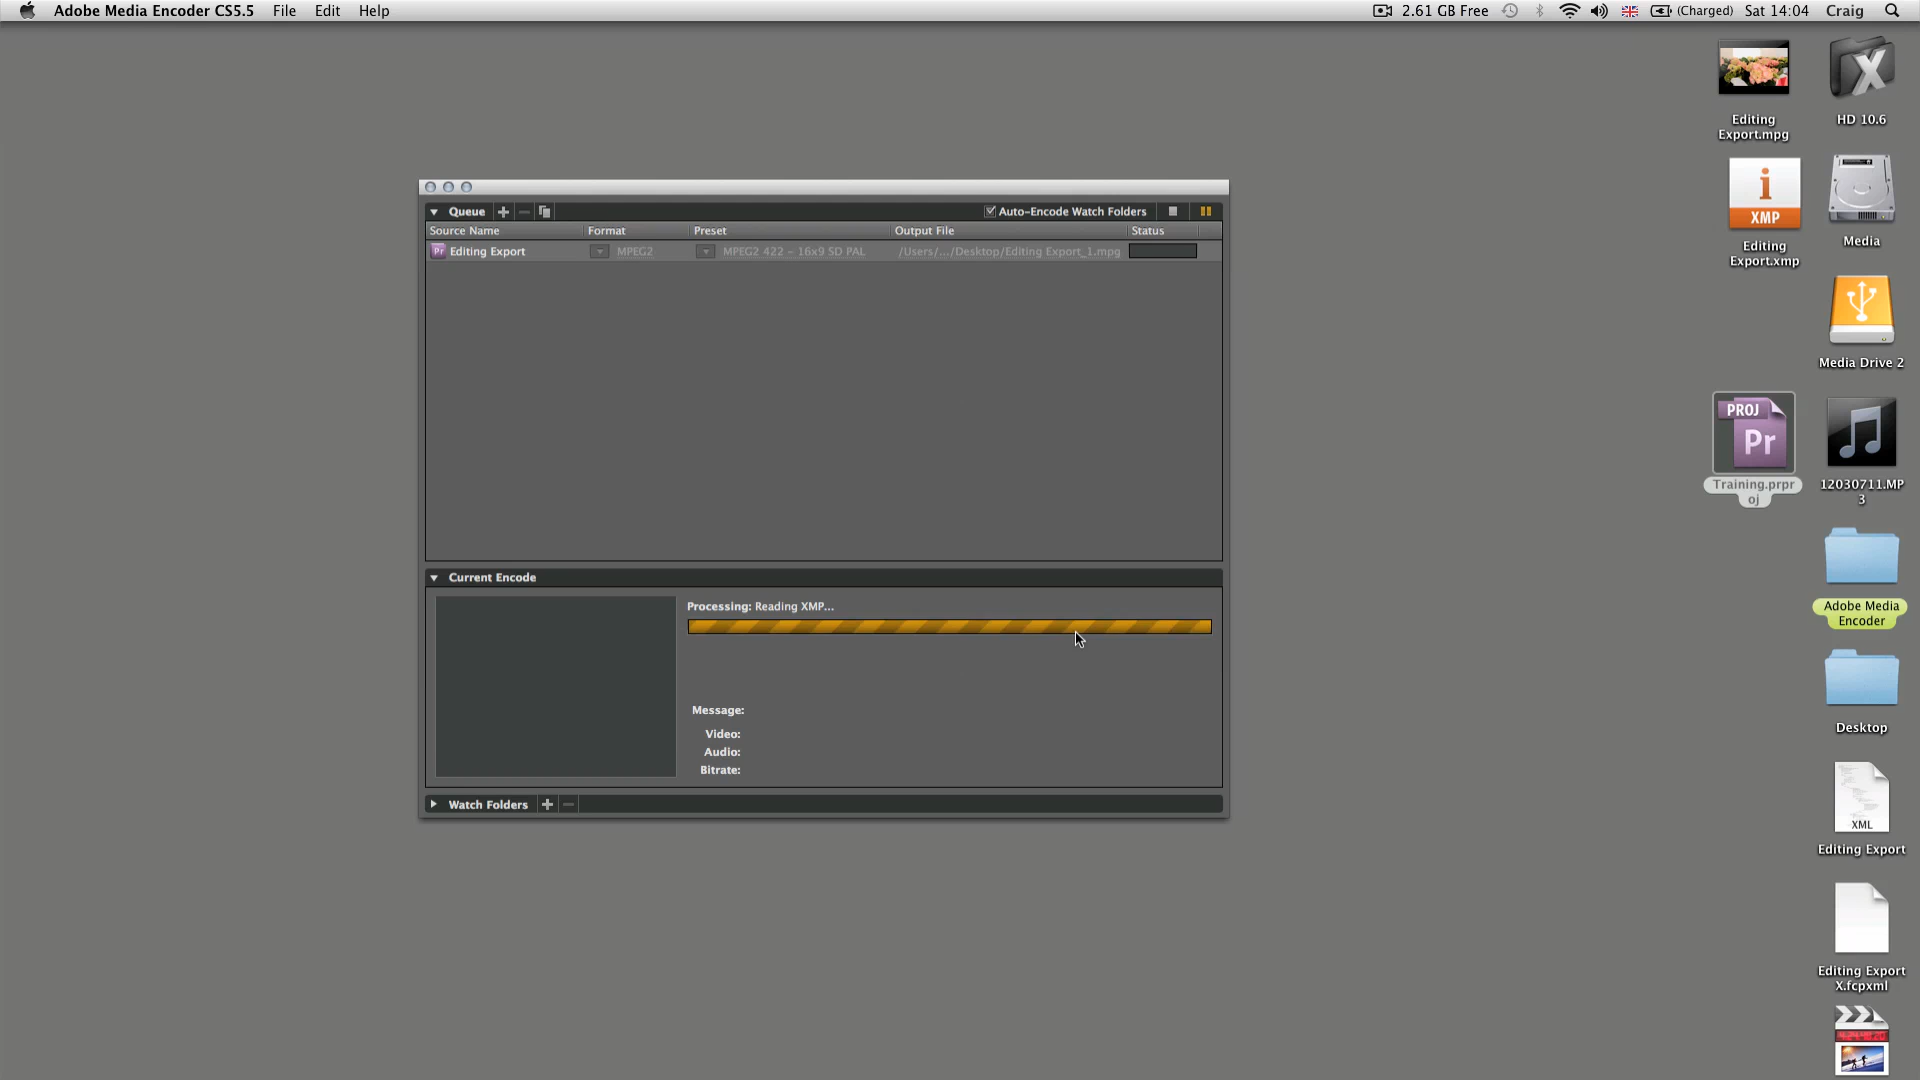 Adobe Media Encoder CS5.5 File Edit Help 2.61 GB Free (Charged) Sat 14:04 Craig
Queue Auto-Encode Watch Folders
Source Name Format Preset Output File Status
Pr Editing Export MPEG2 MPEG2 422 - 16x9 SD PAL /Users/.../Desktop/Editing Export_1.mpg
Current Encode
Processing: Reading XMP...
Message:
Video:
Audio:
Bitrate:
Watch Folders
Editing
Export.mpg
HD 10.6
i
XMP
Editing
Export.xmp
Media
Media Drive 2
PROJ
Pr
Training.prpr
oj
12030711.MP
3
Adobe Media
Encoder
Desktop
XML
Editing Export
Editing Export
X.fcpxml